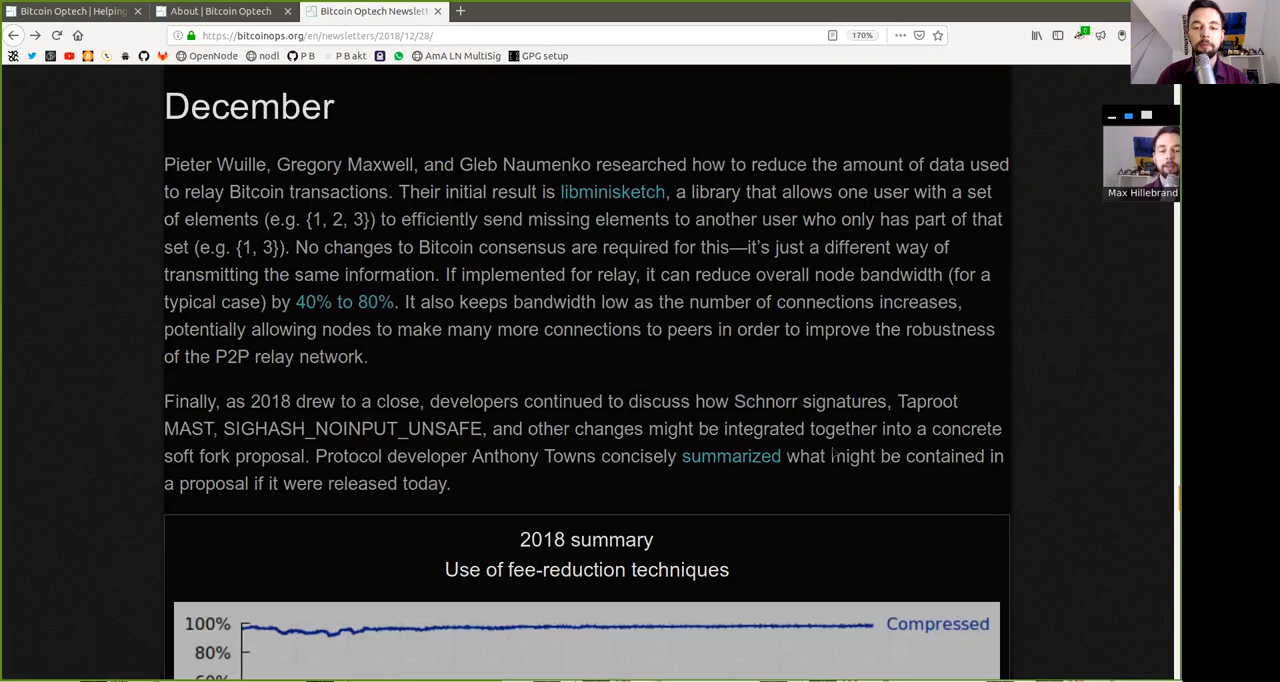 Bitcoin Optech | Helping
About | Bitcoin Optech
Bitcoin Optech Newslett
https://bitcoinops.org/en/newsletters/2018/12/28/
170%
OpenNode
nodl
P B
P B akt
AmA LN MultiSig
GPG setup
Max Hillebrand
December
Pieter Wuille, Gregory Maxwell, and Gleb Naumenko researched how to reduce the amount of data used
to relay Bitcoin transactions. Their initial result is libminisketch, a library that allows one user with a set
of elements (e.g. {1, 2, 3}) to efficiently send missing elements to another user who only has part of that
set (e.g. {1, 3}). No changes to Bitcoin consensus are required for this—it’s just a different way of
transmitting the same information. If implemented for relay, it can reduce overall node bandwidth (for a
typical case) by 40% to 80%. It also keeps bandwidth low as the number of connections increases,
potentially allowing nodes to make many more connections to peers in order to improve the robustness
of the P2P relay network.
Finally, as 2018 drew to a close, developers continued to discuss how Schnorr signatures, Taproot
MAST, SIGHASH_NOINPUT_UNSAFE, and other changes might be integrated together into a concrete
soft fork proposal. Protocol developer Anthony Towns concisely summarized what might be contained in
a proposal if it were released today.
2018 summary
Use of fee-reduction techniques
100%
Compressed
80%